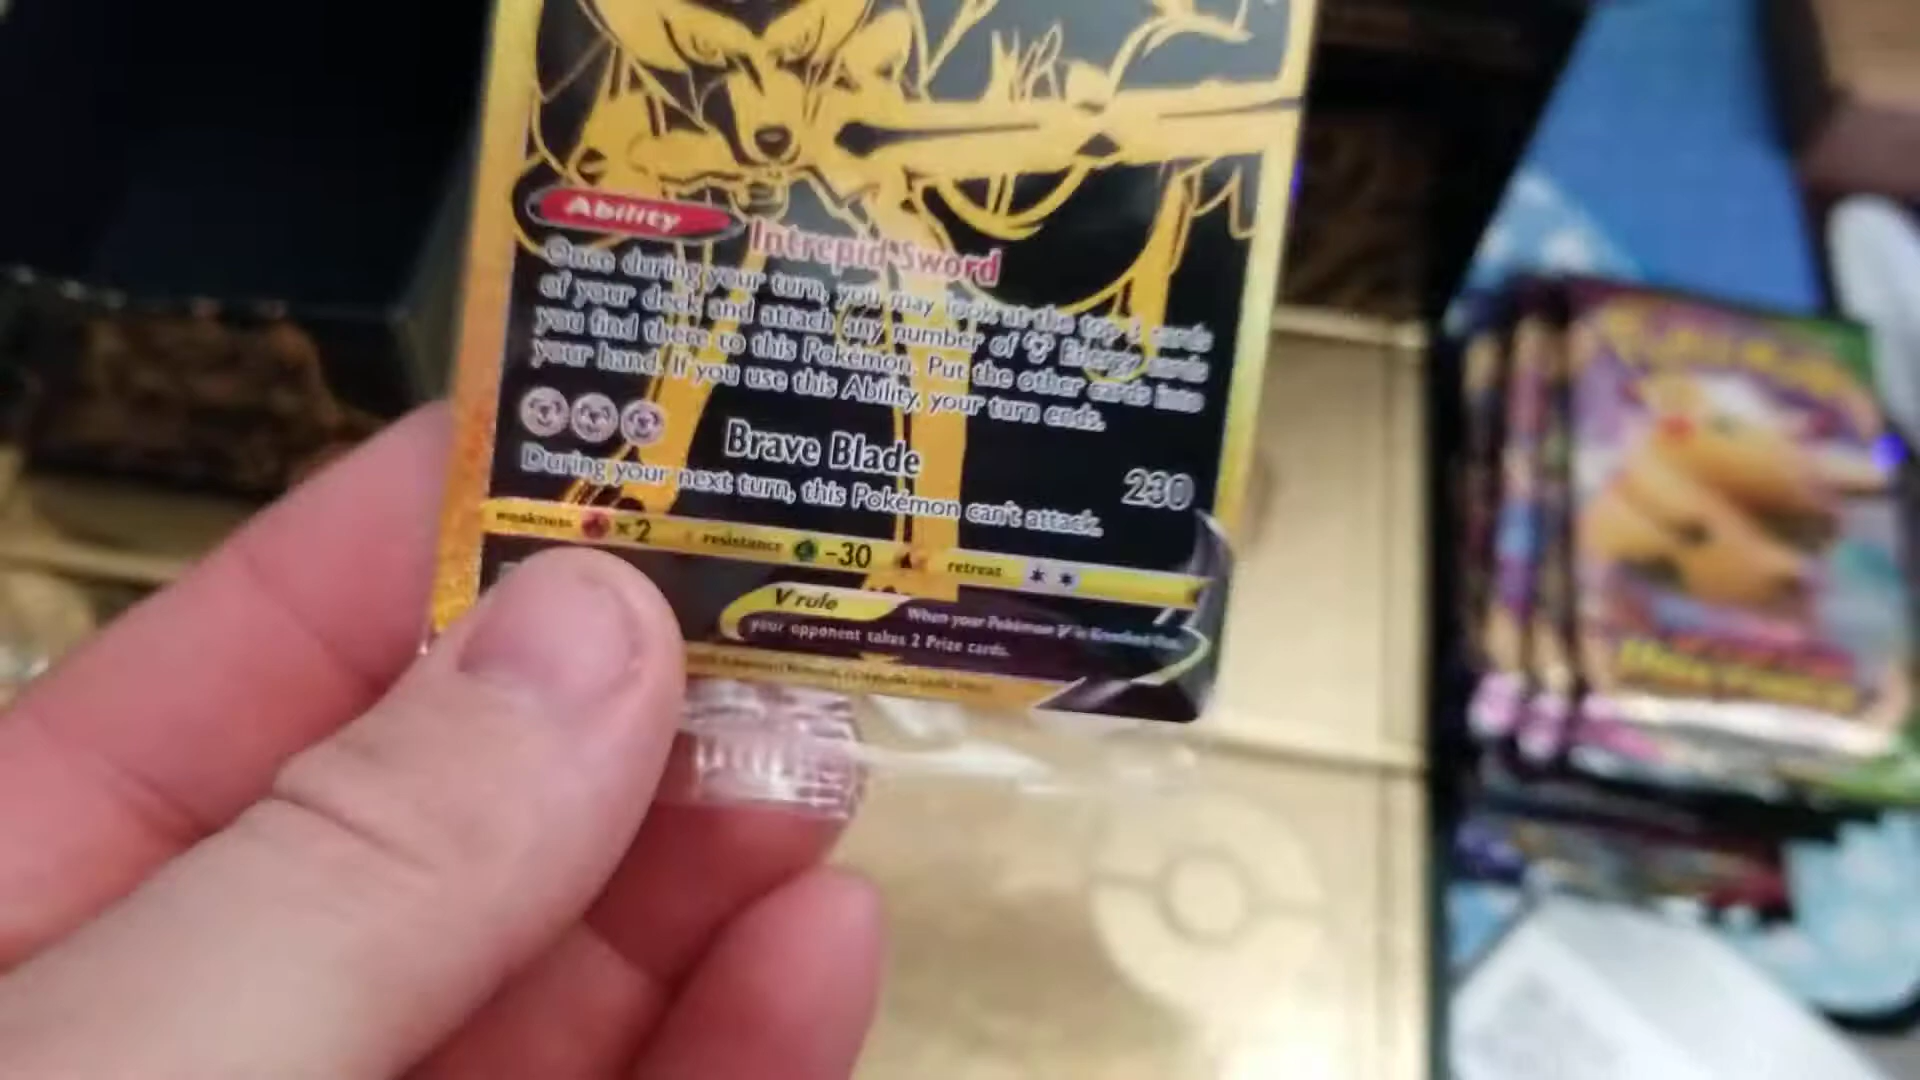 Ability Intrepid Sword
Once during your turn, you may look at the top 3 cards
of your deck and attach any number of Energy cards
you find there to this Pokémon. Put the other cards into
your hand. If you use this Ability, your turn ends.
Brave Blade 230
During your next turn, this Pokémon can't attack.
weakness ×2 resistance -30 retreat
V rule When your Pokémon V is Knocked Out,
your opponent takes 2 Prize cards.